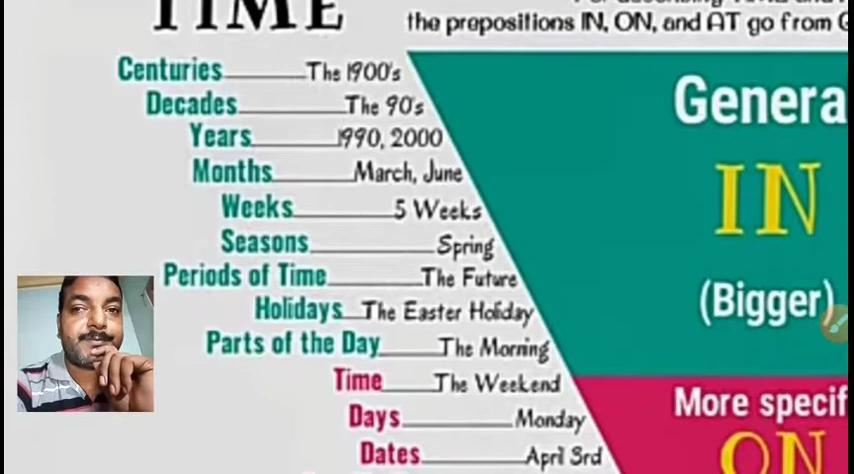 TIME
the prepositions IN, ON, and AT go from
Centuries The 1900's
Decades The 90's
Years 1990, 2000
Months March, June
Weeks 5 Weeks
Seasons Spring
Periods of Time The Future
Holidays The Easter Holiday
Parts of the Day The Morning
Time The Weekend
Days Monday
Dates April 3rd
Genera
IN
(Bigger)
More specif
ON